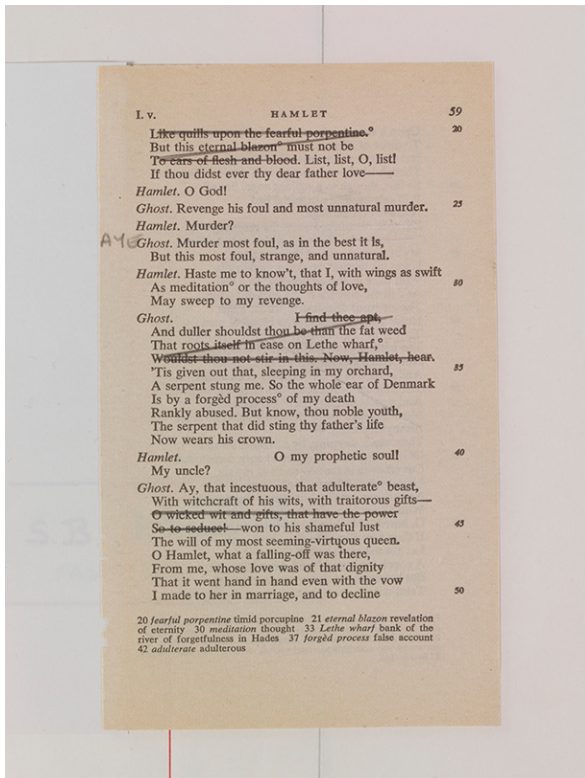 I. v. HAMLET 59
Like quills upon the fearful porpentine.° 20
But this eternal blazon° must not be
To ears of flesh and blood. List, list, O, list!
If thou didst ever thy dear father love——
Hamlet. O God!
Ghost. Revenge his foul and most unnatural murder. 25
Hamlet. Murder?
AYE Ghost. Murder most foul, as in the best it is,
But this most foul, strange, and unnatural.
Hamlet. Haste me to know't, that I, with wings as swift
As meditation° or the thoughts of love, 30
May sweep to my revenge.
Ghost. I find thee apt,
And duller shouldst thou be than the fat weed
That roots itself in ease on Lethe wharf,°
Wouldst thou not stir in this. Now, Hamlet, hear.
'Tis given out that, sleeping in my orchard, 35
A serpent stung me. So the whole ear of Denmark
Is by a forgèd process° of my death
Rankly abused. But know, thou noble youth,
The serpent that did sting thy father's life
Now wears his crown.
Hamlet. O my prophetic soul! 40
My uncle?
Ghost. Ay, that incestuous, that adulterate° beast,
With witchcraft of his wits, with traitorous gifts—
O wicked wit and gifts, that have the power
So to seduce!—won to his shameful lust 45
The will of my most seeming-virtuous queen.
O Hamlet, what a falling-off was there,
From me, whose love was of that dignity
That it went hand in hand even with the vow
I made to her in marriage, and to decline 50
20 fearful porpentine timid porcupine 21 eternal blazon revelation
of eternity 30 meditation thought 33 Lethe wharf bank of the
river of forgetfulness in Hades 37 forgèd process false account
42 adulterate adulterous